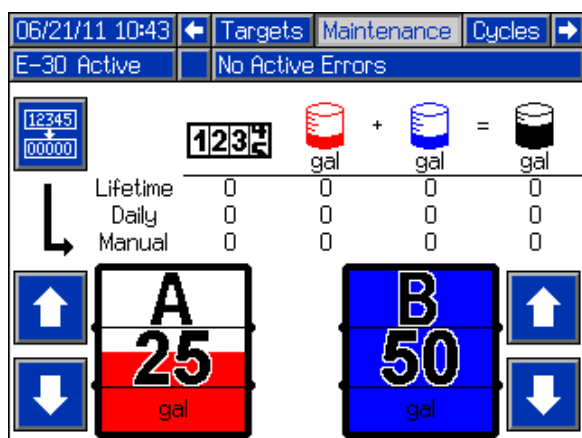 06/21/11 10:43 Targets Maintenance Cycles
E-30 Active No Active Errors
12345
00000
123
+ =
gal gal gal
Lifetime 0 0 0 0
Daily 0 0 0 0
Manual 0 0 0 0
A B
25 50
gal gal